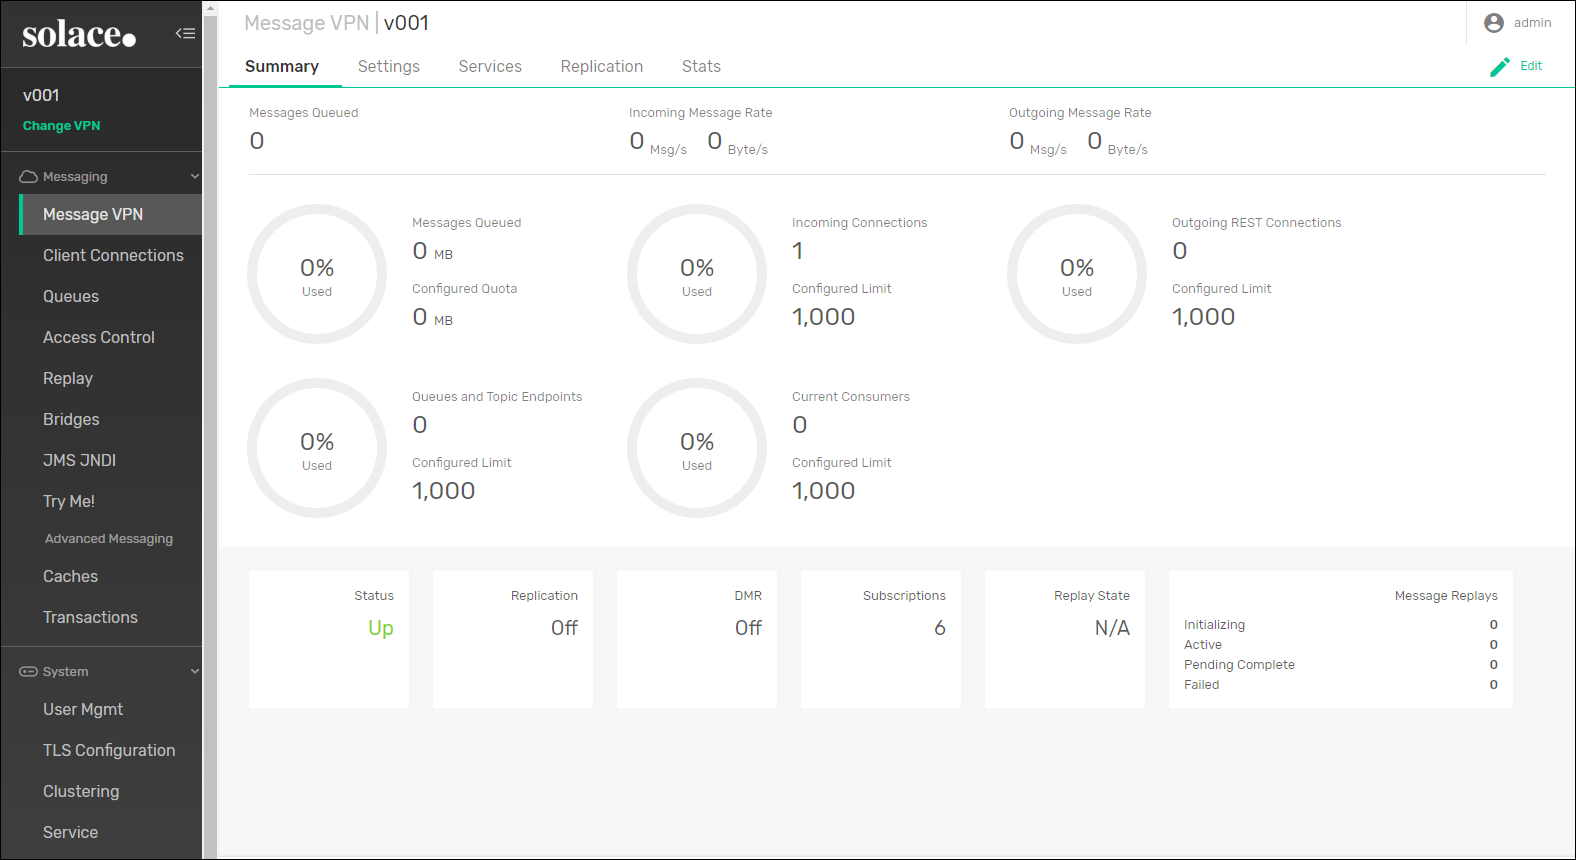 solace.
v001
Change VPN
Messaging
Message VPN
Client Connections
Queues
Access Control
Replay
Bridges
JMS JNDI
Try Me!
Advanced Messaging
Caches
Transactions
System
User Mgmt
TLS Configuration
Clustering
Service
Message VPN | v001
admin
Summary Settings Services Replication Stats
Edit
Messages Queued Incoming Message Rate Outgoing Message Rate
0 0 Msg/s 0 Byte/s 0 Msg/s 0 Byte/s
0%
Used
Messages Queued
0 MB
Configured Quota
0 MB
0%
Used
Incoming Connections
1
Configured Limit
1,000
0%
Used
Outgoing REST Connections
0
Configured Limit
1,000
0%
Used
Queues and Topic Endpoints
0
Configured Limit
1,000
0%
Used
Current Consumers
0
Configured Limit
1,000
Status
Up
Replication
Off
DMR
Off
Subscriptions
6
Replay State
N/A
Message Replays
Initializing 0
Active 0
Pending Complete 0
Failed 0